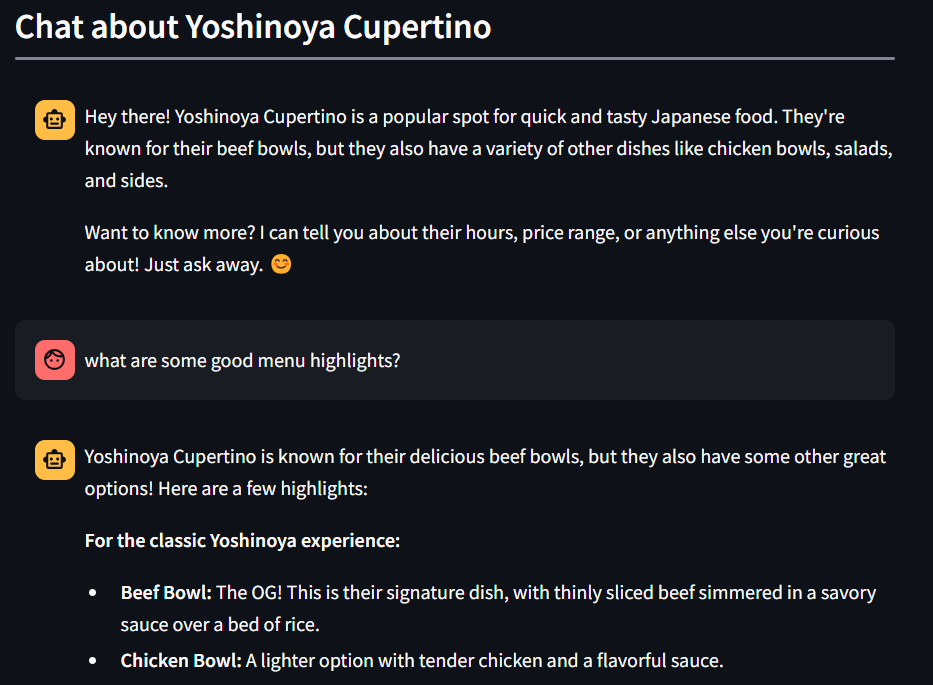 Chat about Yoshinoya Cupertino
Hey there! Yoshinoya Cupertino is a popular spot for quick and tasty Japanese food. They're
known for their beef bowls, but they also have a variety of other dishes like chicken bowls, salads,
and sides.
Want to know more? I can tell you about their hours, price range, or anything else you're curious
about! Just ask away. 😊
what are some good menu highlights?
Yoshinoya Cupertino is known for their delicious beef bowls, but they also have some other great
options! Here are a few highlights:
For the classic Yoshinoya experience:
• Beef Bowl: The OG! This is their signature dish, with thinly sliced beef simmered in a savory
sauce over a bed of rice.
• Chicken Bowl: A lighter option with tender chicken and a flavorful sauce.